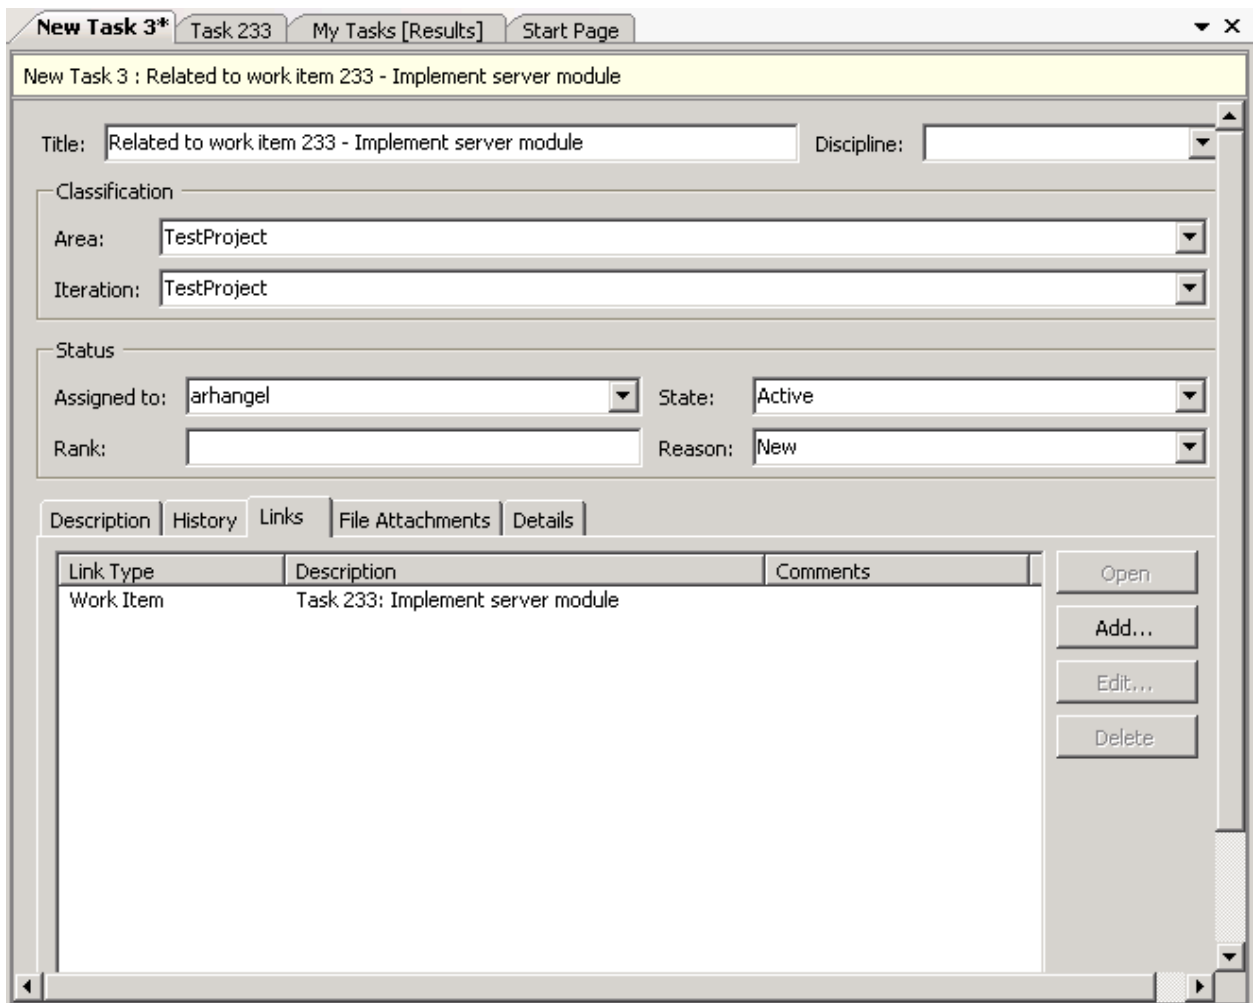 New Task 3* Task 233 My Tasks [Results] Start Page
New Task 3 : Related to work item 233 - Implement server module
Title: Related to work item 233 - Implement server module Discipline:
Classification
Area: TestProject
Iteration: TestProject
Status
Assigned to: arhangel State: Active
Rank: Reason: New
Description History Links File Attachments Details
Link Type Description Comments Open
Work Item Task 233: Implement server module
Add...
Edit...
Delete